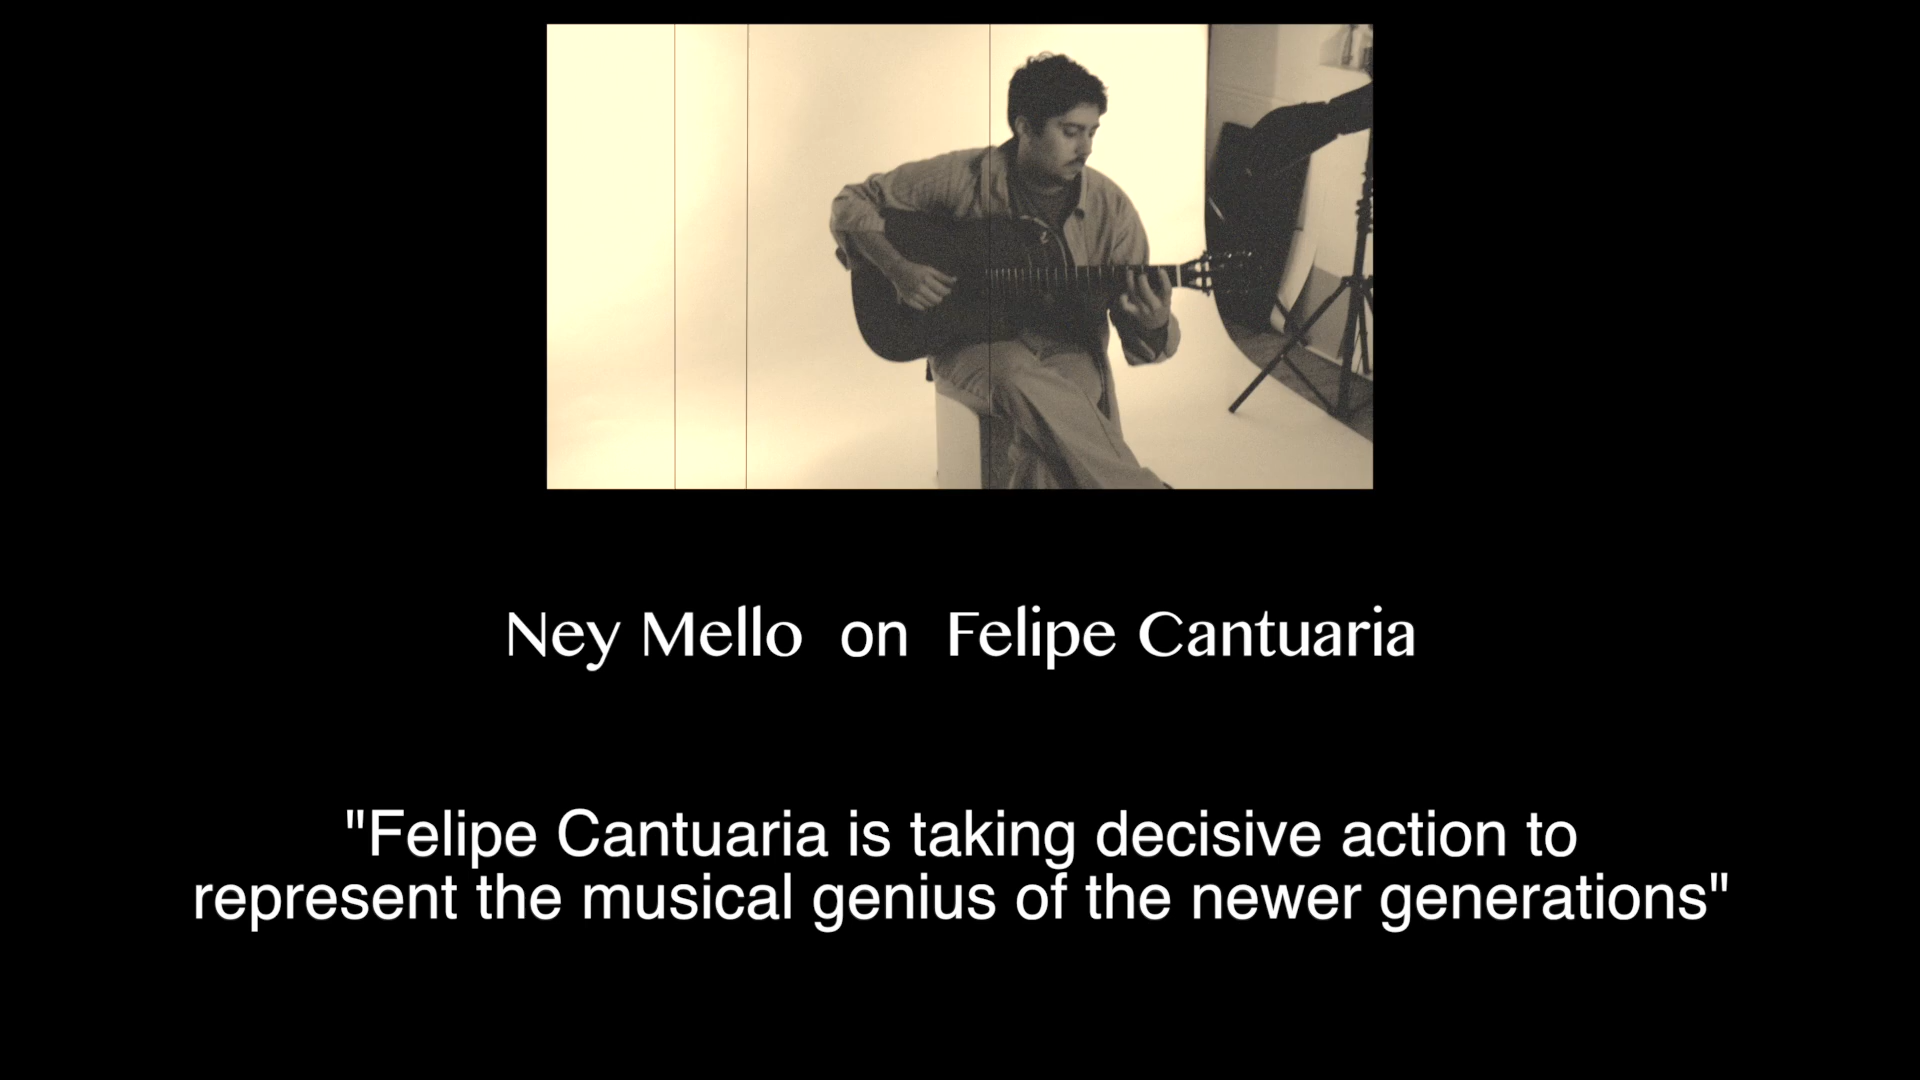 Ney Mello on Felipe Cantuaria
"Felipe Cantuaria is taking decisive action to
represent the musical genius of the newer generations"